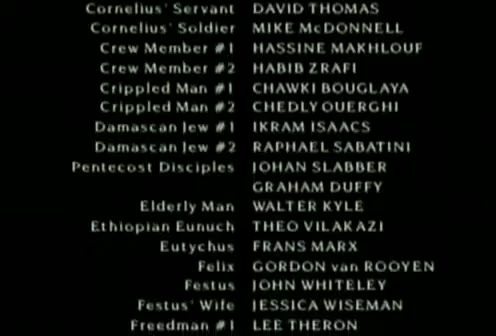 Cornelius' Servant DAVID THOMAS
Cornelius' Soldier MIKE McDONNELL
Crew Member #1 HASSINE MAKHLOUF
Crew Member #2 HABIB ZRAFI
Crippled Man #1 CHAWKI BOUGLAYA
Crippled Man #2 CHEDLY OUERGHI
Damascan Jew #1 IKRAM ISAACS
Damascan Jew #2 RAPHAEL SABATINI
Pentecost Disciples JOHAN SLABBER
GRAHAM DUFFY
Elderly Man WALTER KYLE
Ethiopian Eunuch THEO VILAKAZI
Eutychus FRANS MARX
Felix GORDON van ROOYEN
Festus JOHN WHITELEY
Festus' Wife JESSICA WISEMAN
Freedman #1 LEE THERON